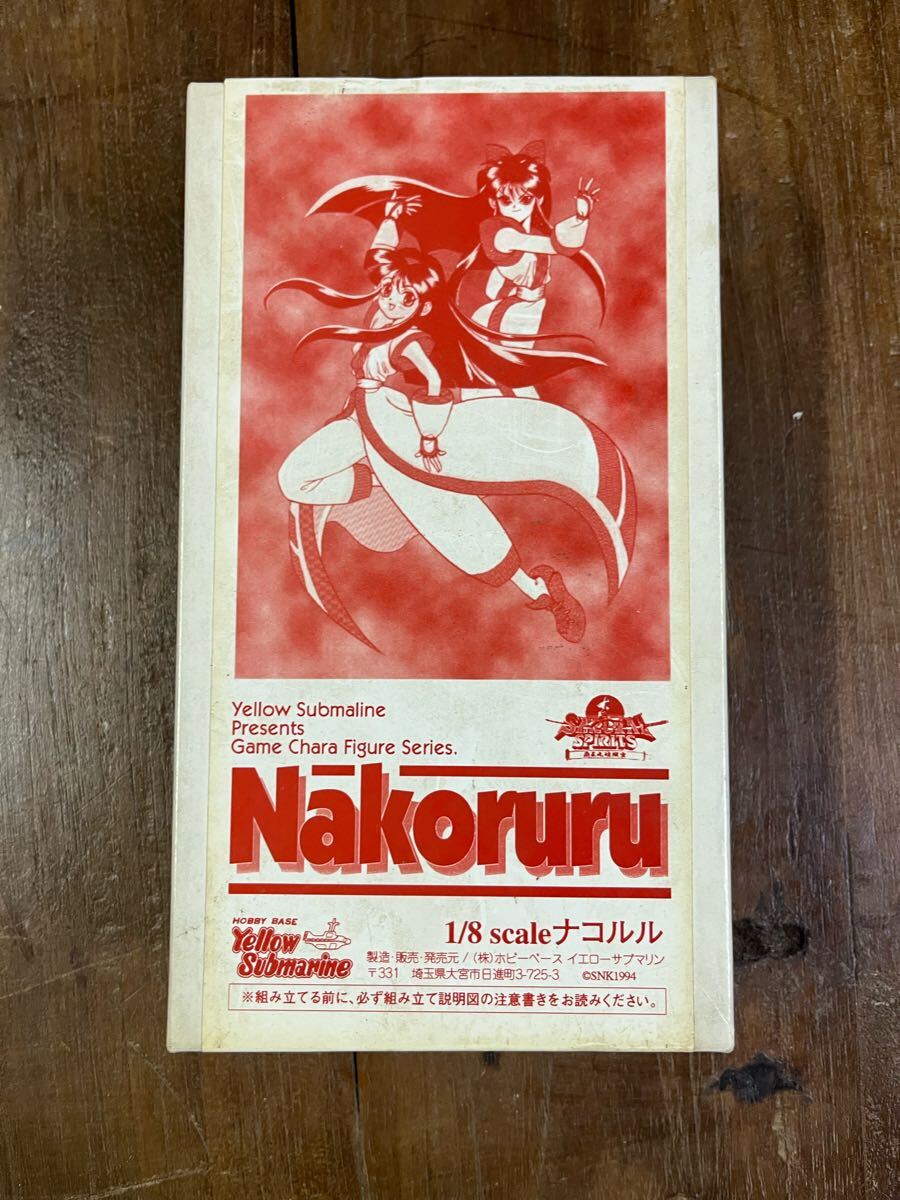 Yellow Submaline
Presents
Game Chara Figure Series.
SAMURAI
SPIRITS
Nakoruru
HOBBY BASE
Yellow
Submarine
1/8 scaleナコルル
製造・販売・発売元/(株)ホビーベース イエローサブマリン
〒331 埼玉県大宮市日進町3-725-3 ©SNK1994
※組み立てる前に、必ず組み立て説明図の注意書きをお読みください。